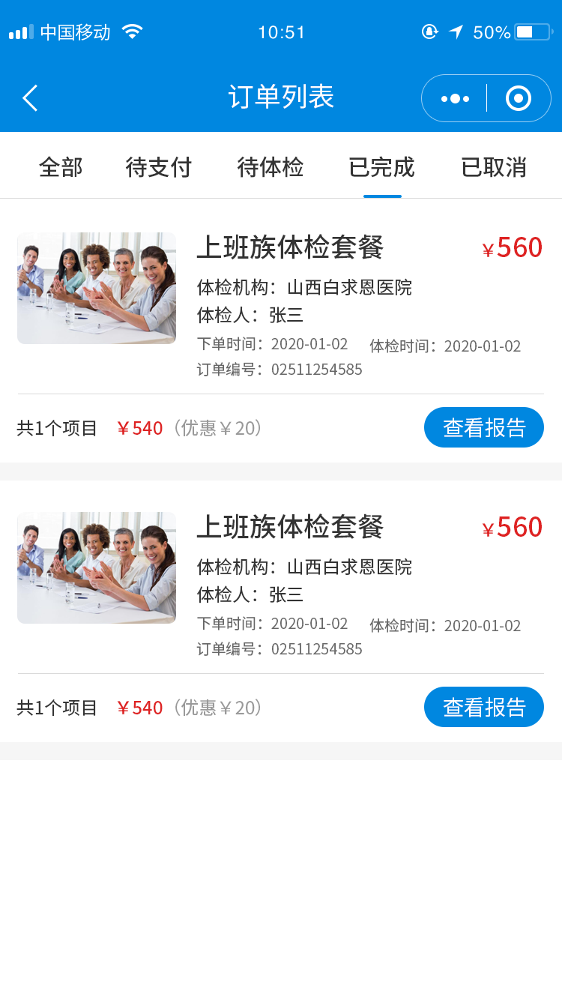 中国移动 10:51 50%
订单列表
全部 待支付 待体检 已完成 已取消
上班族体检套餐 ￥560
体检机构：山西白求恩医院
体检人：张三
下单时间：2020-01-02 体检时间：2020-01-02
订单编号：02511254585
共1个项目 ￥540（优惠￥20） 查看报告
上班族体检套餐 ￥560
体检机构：山西白求恩医院
体检人：张三
下单时间：2020-01-02 体检时间：2020-01-02
订单编号：02511254585
共1个项目 ￥540（优惠￥20） 查看报告